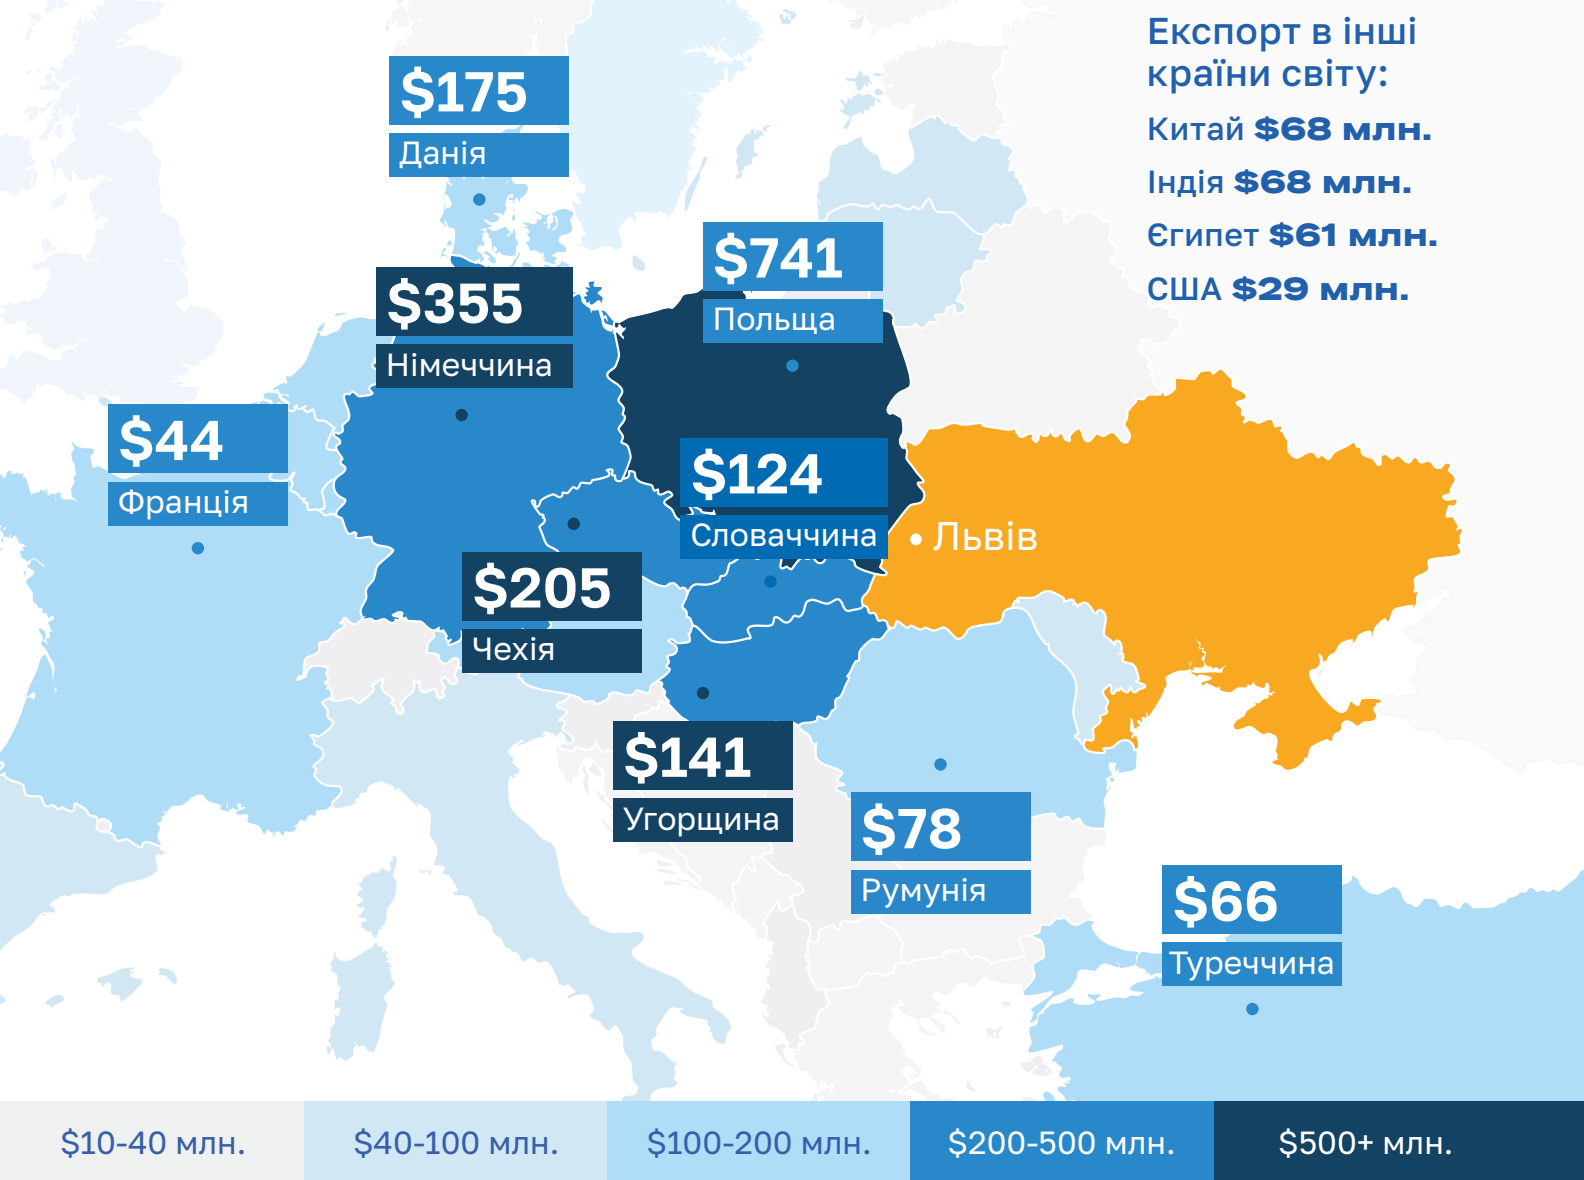 Експорт в інші
країни світу:
Китай $68 млн.
Індія $68 млн.
Єгипет $61 млн.
США $29 млн.
$175
Данія
$741
Польща
$355
Німеччина
$44
Франція
$124
Словаччина
Львів
$205
Чехія
$141
Угорщина
$78
Румунія
$66
Туреччина
$10-40 млн.
$40-100 млн.
$100-200 млн.
$200-500 млн.
$500+ млн.